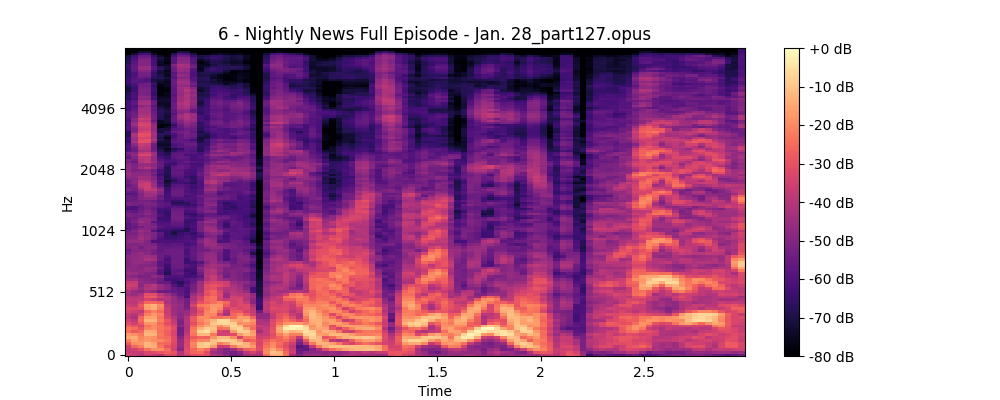 6 - Nightly News Full Episode - Jan. 28_part127.opus
Hz
4096
2048
1024
512
0
0
0.5
1
1.5
2
2.5
Time
+0 dB
-10 dB
-20 dB
-30 dB
-40 dB
-50 dB
-60 dB
-70 dB
-80 dB